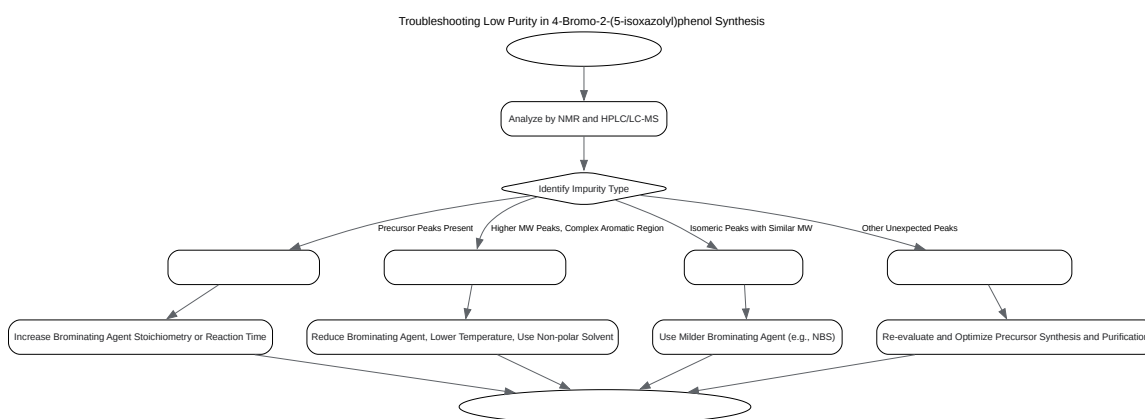 Troubleshooting Low Purity in 4-Bromo-2-(5-isoxazolyl)phenol Synthesis
Analyze by NMR and HPLC/LC-MS
Identify Impurity Type
Precursor Peaks Present
Higher MW Peaks, Complex Aromatic Region
Isomeric Peaks with Similar MW
Other Unexpected Peaks
Increase Brominating Agent Stoichiometry or Reaction Time
Reduce Brominating Agent, Lower Temperature, Use Non-polar Solvent
Use Milder Brominating Agent (e.g., NBS)
Re-evaluate and Optimize Precursor Synthesis and Purification